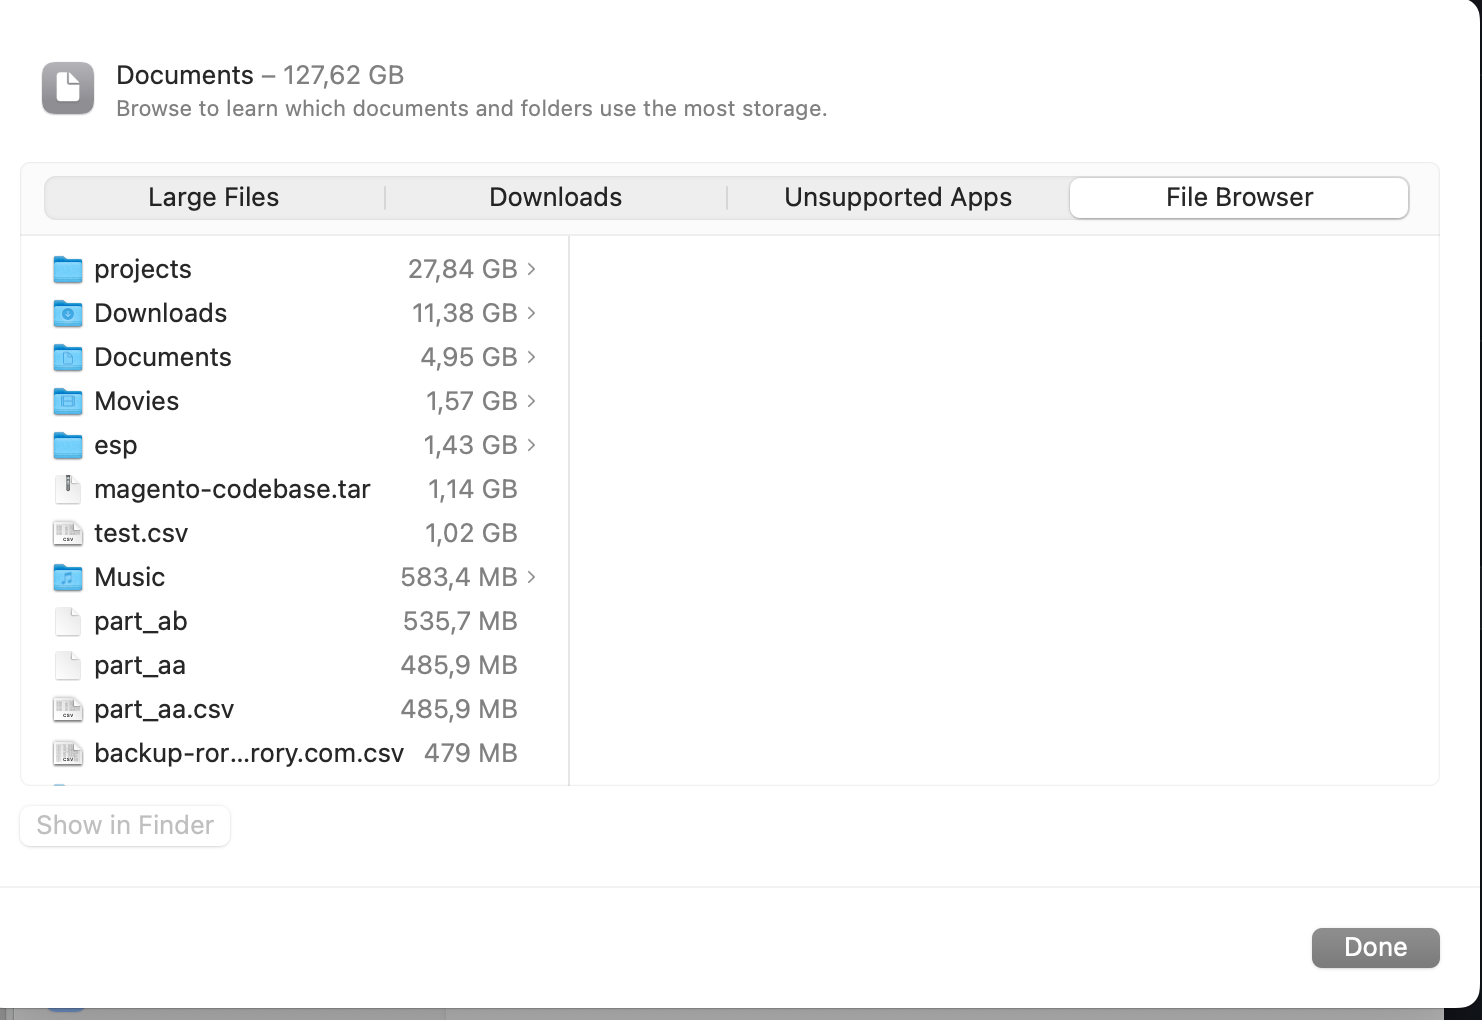 Documents – 127,62 GB
Browse to learn which documents and folders use the most storage.
Large Files Downloads Unsupported Apps File Browser
projects 27,84 GB
Downloads 11,38 GB
Documents 4,95 GB
Movies 1,57 GB
esp 1,43 GB
magento-codebase.tar 1,14 GB
test.csv 1,02 GB
Music 583,4 MB
part_ab 535,7 MB
part_aa 485,9 MB
part_aa.csv 485,9 MB
backup-ror...rory.com.csv 479 MB
Show in Finder
Done